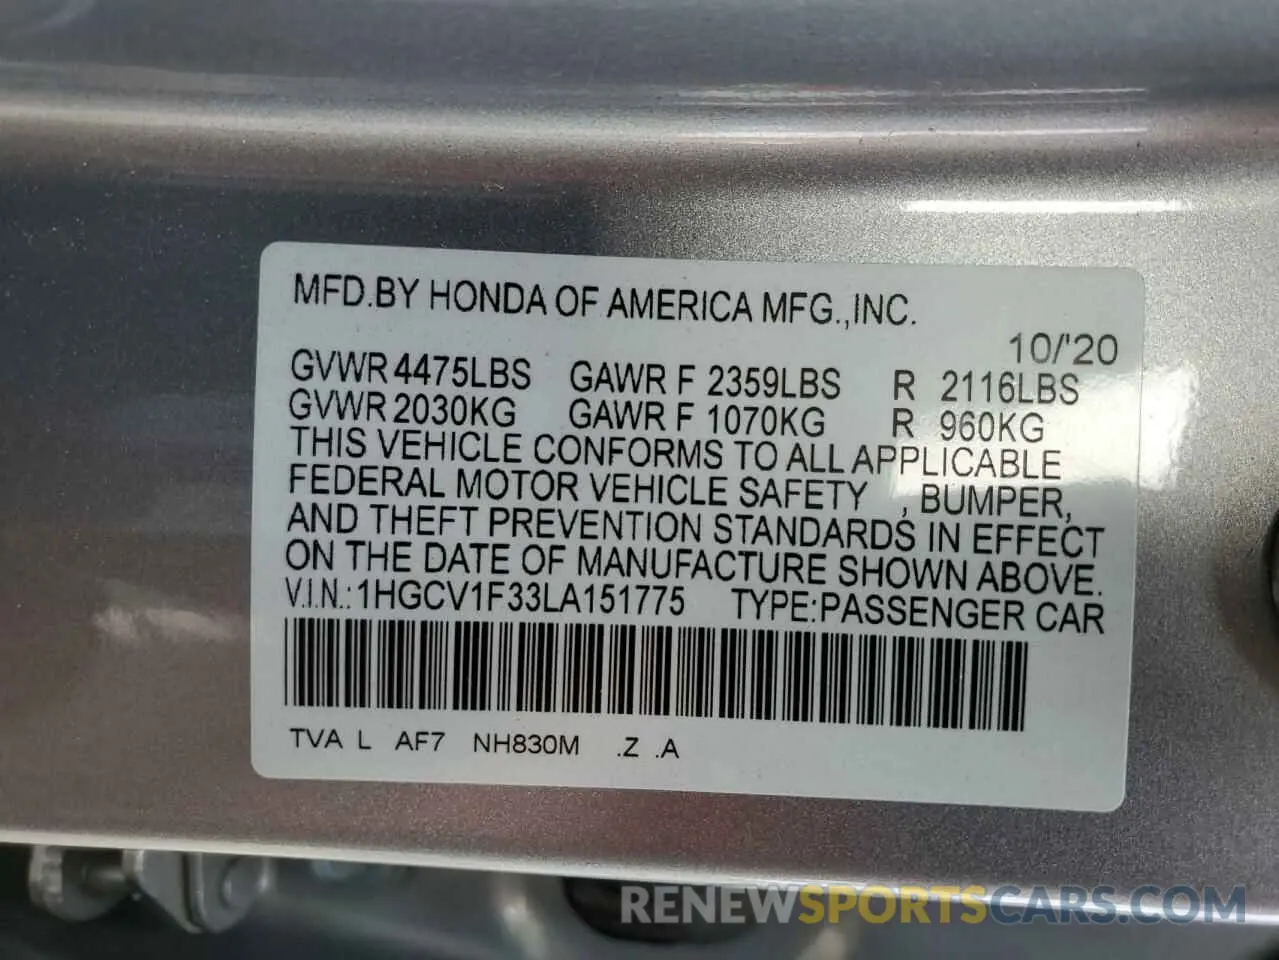 MFD.BY HONDA OF AMERICA MFG.,INC.
10/'20
GVWR 4475LBS GAWR F 2359LBS R 2116LBS
GVWR 2030KG GAWR F 1070KG R 960KG
THIS VEHICLE CONFORMS TO ALL APPLICABLE
FEDERAL MOTOR VEHICLE SAFETY , BUMPER,
AND THEFT PREVENTION STANDARDS IN EFFECT
ON THE DATE OF MANUFACTURE SHOWN ABOVE.
V.I.N.: 1HGCV1F33LA151775 TYPE:PASSENGER CAR
TVA L AF7 NH830M .Z .A
RENEWSPORTSCARS.COM